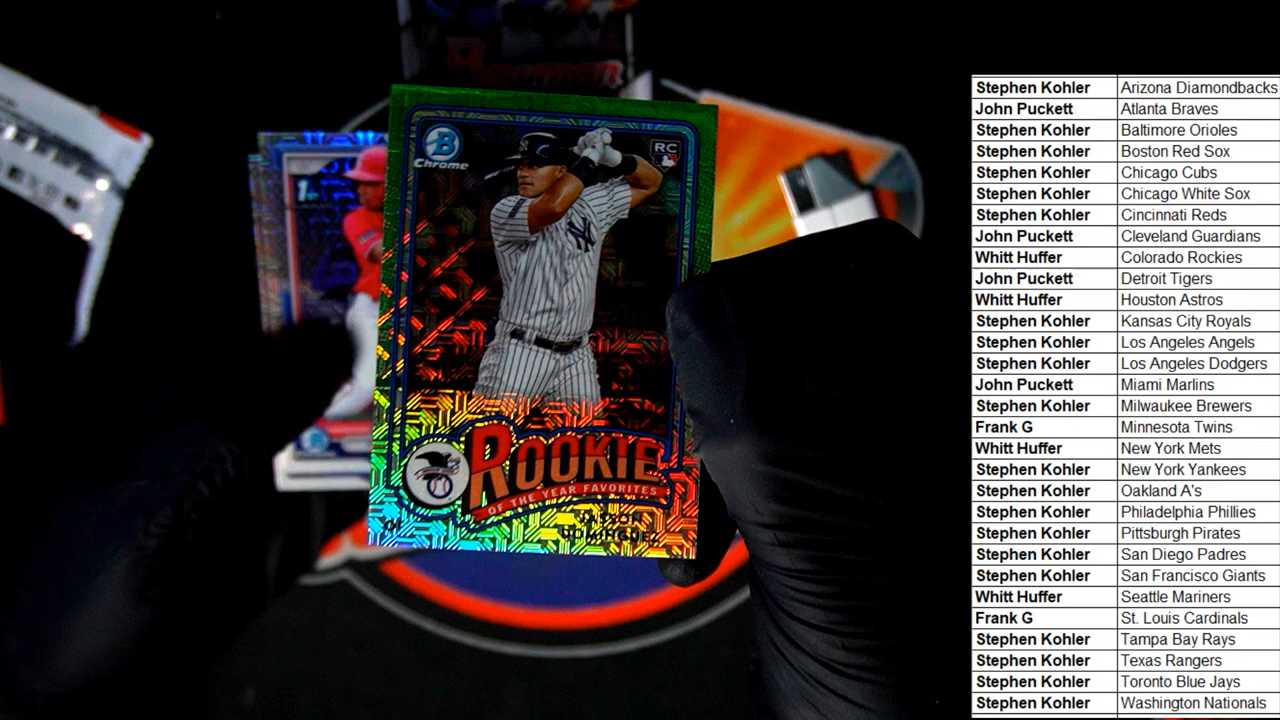 Bowman
1st
B
Chrome
RC
NY
ROOKIE
OF THE YEAR FAVORITES
DOMINGUEZ
Stephen Kohler Arizona Diamondbacks
John Puckett Atlanta Braves
Stephen Kohler Baltimore Orioles
Stephen Kohler Boston Red Sox
Stephen Kohler Chicago Cubs
Stephen Kohler Chicago White Sox
Stephen Kohler Cincinnati Reds
John Puckett Cleveland Guardians
Whitt Huffer Colorado Rockies
John Puckett Detroit Tigers
Whitt Huffer Houston Astros
Stephen Kohler Kansas City Royals
Stephen Kohler Los Angeles Angels
Stephen Kohler Los Angeles Dodgers
John Puckett Miami Marlins
Stephen Kohler Milwaukee Brewers
Frank G Minnesota Twins
Whitt Huffer New York Mets
Stephen Kohler New York Yankees
Stephen Kohler Oakland A's
Stephen Kohler Philadelphia Phillies
Stephen Kohler Pittsburgh Pirates
Stephen Kohler San Diego Padres
Stephen Kohler San Francisco Giants
Whitt Huffer Seattle Mariners
Frank G St. Louis Cardinals
Stephen Kohler Tampa Bay Rays
Stephen Kohler Texas Rangers
Stephen Kohler Toronto Blue Jays
Stephen Kohler Washington Nationals